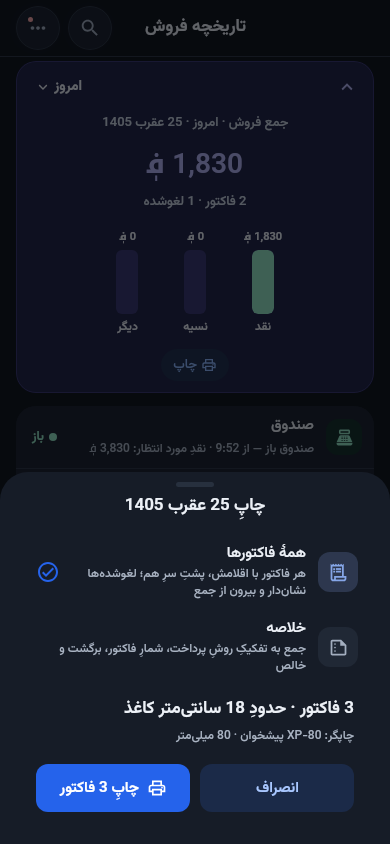 تاریخچه فروش
امروز
جمع فروش · امروز · 25 عقرب 1405
1,830 ؋
2 فاکتور · 1 لغوشده
1,830 ؋
0 ؋
0 ؋
نقد
نسیه
دیگر
چاپ
صندوق
باز
صندوق باز — از 9:52 · نقدِ مورد انتظار: 3,830 ؋
چاپِ 25 عقرب 1405
همهٔ فاکتورها
هر فاکتور با اقلامش، پشتِ سرِ هم؛ لغوشده‌ها
نشان‌دار و بیرون از جمع
خلاصه
جمع به تفکیکِ روشِ پرداخت، شمارِ فاکتور، برگشت و
خالص
3 فاکتور · حدودِ 18 سانتی‌متر کاغذ
چاپگر: XP-80 پیشخوان · 80 میلی‌متر
انصراف
چاپِ 3 فاکتور